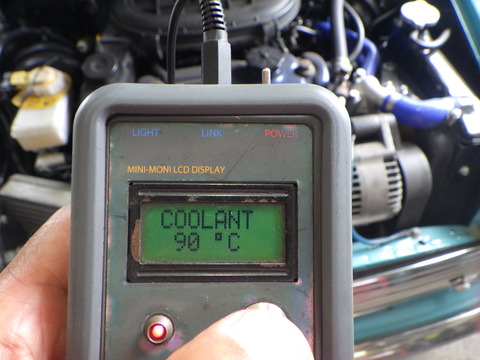 LIGHT LINK POWER
MINI-MONI LCD DISPLAY
COOLANT
90 °C